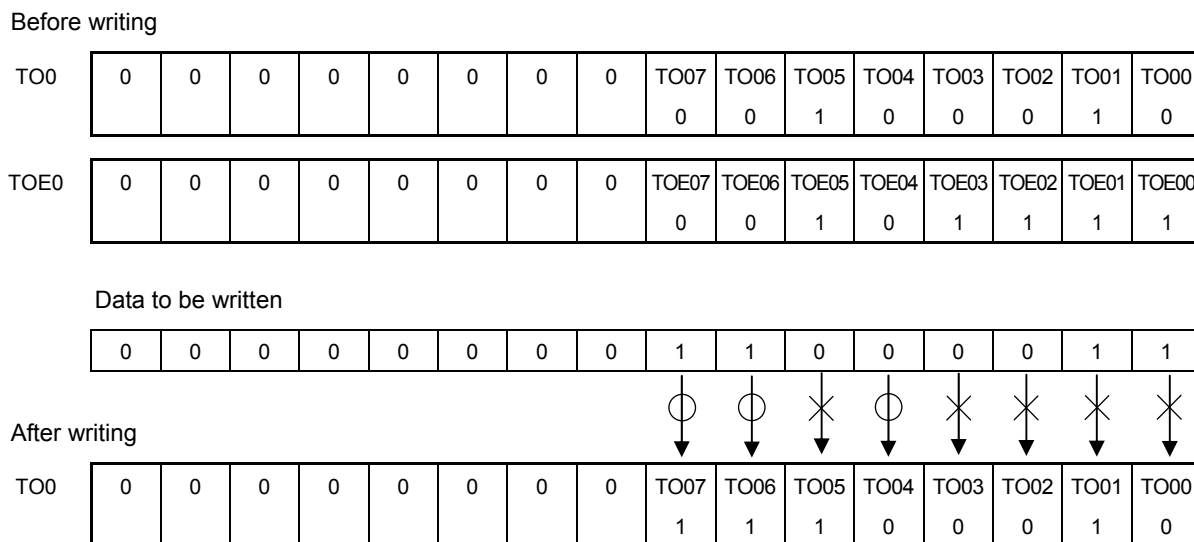 Before writing
TO0 0 0 0 0 0 0 0 0 TO07 TO06 TO05 TO04 TO03 TO02 TO01 TO00
0 0 1 0 0 0 1 0
TOE0 0 0 0 0 0 0 0 0 TOE07 TOE06 TOE05 TOE04 TOE03 TOE02 TOE01 TOE00
0 0 1 0 1 1 1 1
Data to be written
0 0 0 0 0 0 0 0 1 1 0 0 0 0 1 1
After writing
TO0 0 0 0 0 0 0 0 0 TO07 TO06 TO05 TO04 TO03 TO02 TO01 TO00
1 1 1 0 0 0 1 0